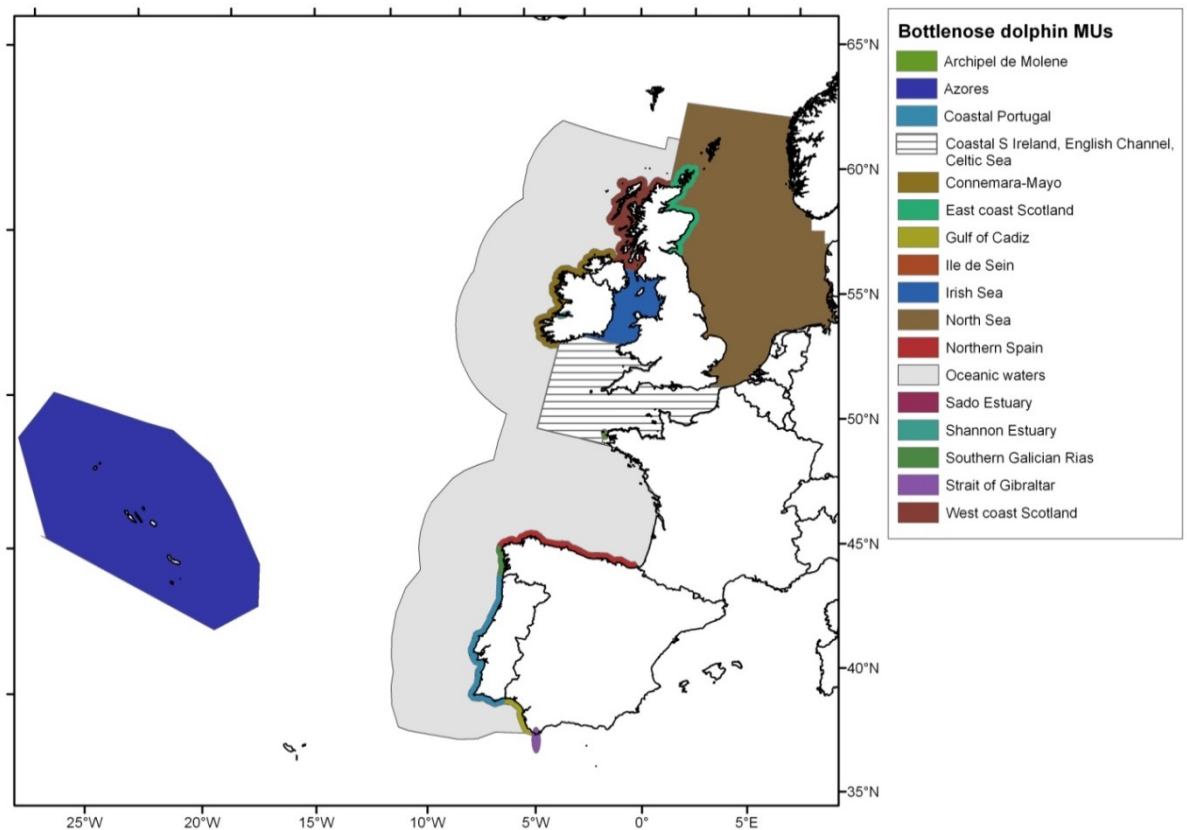 Bottlenose dolphin MUs
Archipel de Molene
Azores
Coastal Portugal
Coastal S Ireland, English Channel,
Celtic Sea
Connemara-Mayo
East coast Scotland
Gulf of Cadiz
Ile de Sein
Irish Sea
North Sea
Northern Spain
Oceanic waters
Sado Estuary
Shannon Estuary
Southern Galician Rias
Strait of Gibraltar
West coast Scotland
65°N
60°N
55°N
50°N
45°N
40°N
35°N
25°W 20°W 15°W 10°W 5°W 0° 5°E